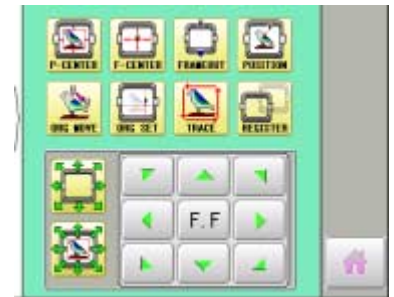 P-CENTER F-CENTER FRAMEOUT POSITION
ORG MOVE ORG SET TRACE REGISTER
F.F